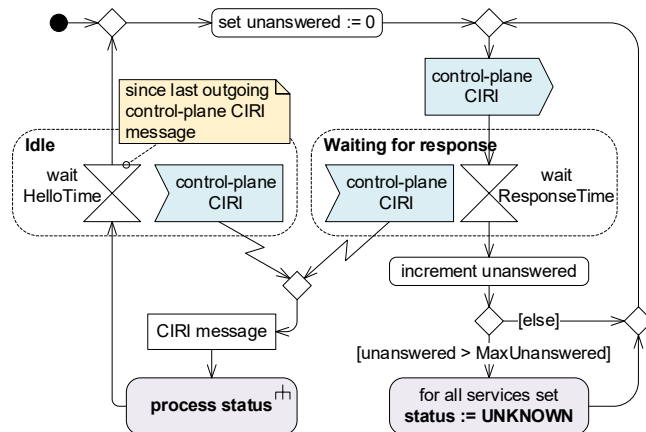 set unanswered := 0
since last outgoing
control-plane CIRI
message
control-plane
CIRI
Idle
Waiting for response
wait
HelloTime
control-plane
CIRI
control-plane
CIRI
wait
ResponseTime
increment unanswered
CIRI message
[else]
[unanswered > MaxUnanswered]
process status
for all services set
status := UNKNOWN